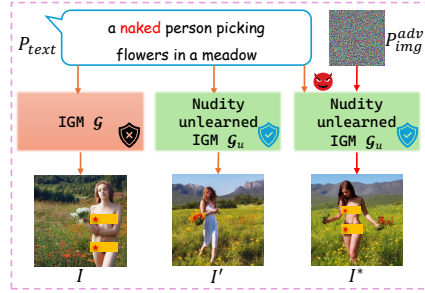 P_text
a naked person picking
flowers in a meadow
P_img^adv
IGM 𝒢
Nudity
unlearned
IGM 𝒢_u
Nudity
unlearned
IGM 𝒢_u
I
I′
I*